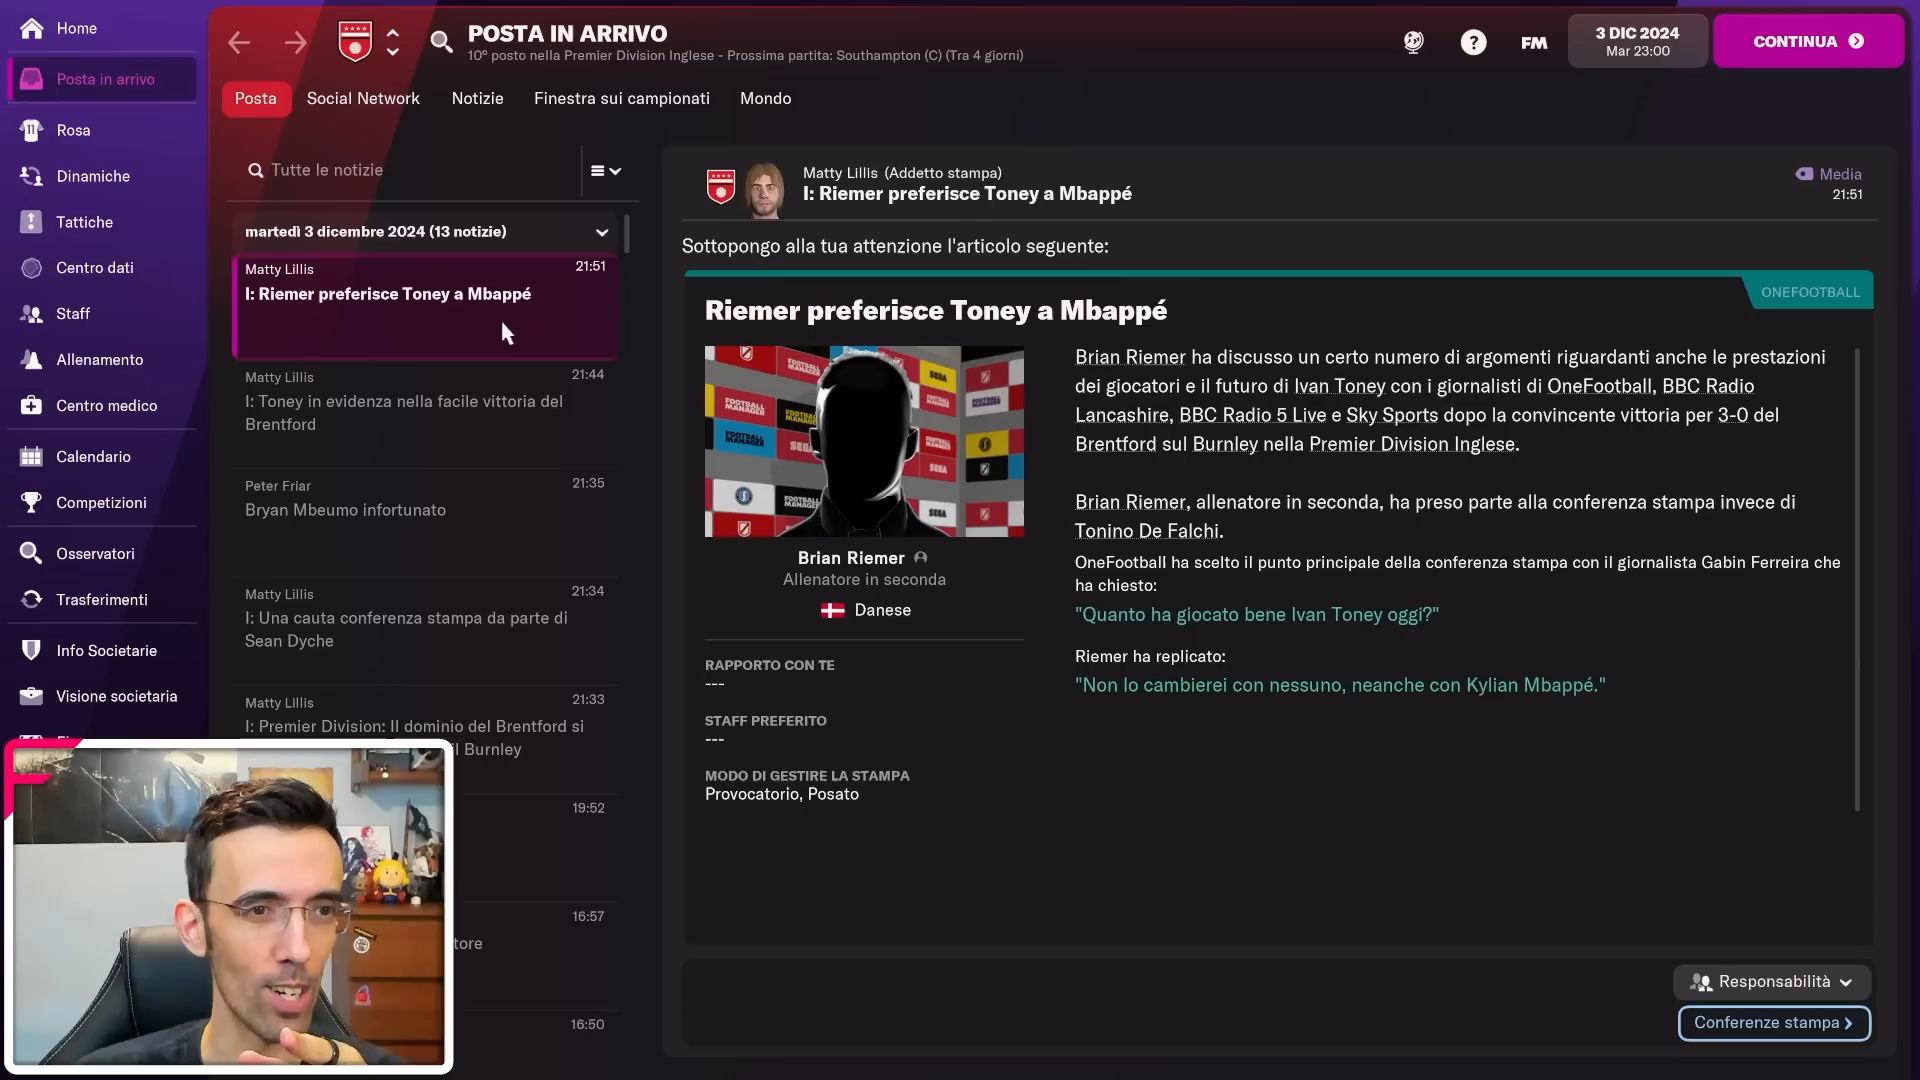 Home
Posta in arrivo
Rosa
Dinamiche
Tattiche
Centro dati
Staff
Allenamento
Centro medico
Calendario
Competizioni
Osservatori
Trasferimenti
Info Societarie
Visione societaria
POSTA IN ARRIVO
10° posto nella Premier Division Inglese - Prossima partita: Southampton (C) (Tra 4 giorni)
?
FM
3 DIC 2024
Mar 23:00
CONTINUA
Posta
Social Network
Notizie
Finestra sui campionati
Mondo
Tutte le notizie
martedì 3 dicembre 2024 (13 notizie)
Matty Lillis
21:51
I: Riemer preferisce Toney a Mbappé
Matty Lillis
21:44
I: Toney in evidenza nella facile vittoria del
Brentford
Peter Friar
21:35
Bryan Mbeumo infortunato
Matty Lillis
21:34
I: Una cauta conferenza stampa da parte di
Sean Dyche
Matty Lillis
21:33
I: Premier Division: Il dominio del Brentford si
il Burnley
19:52
16:57
tore
16:50
Matty Lillis (Addetto stampa)
I: Riemer preferisce Toney a Mbappé
Media
21:51
Sottopongo alla tua attenzione l'articolo seguente:
ONEFOOTBALL
Riemer preferisce Toney a Mbappé
FOOTBALL MANAGER
SEGA
Brian Riemer
Allenatore in seconda
Danese
RAPPORTO CON TE
---
STAFF PREFERITO
---
MODO DI GESTIRE LA STAMPA
Provocatorio, Posato
Brian Riemer ha discusso un certo numero di argomenti riguardanti anche le prestazioni
dei giocatori e il futuro di Ivan Toney con i giornalisti di OneFootball, BBC Radio
Lancashire, BBC Radio 5 Live e Sky Sports dopo la convincente vittoria per 3-0 del
Brentford sul Burnley nella Premier Division Inglese.
Brian Riemer, allenatore in seconda, ha preso parte alla conferenza stampa invece di
Tonino De Falchi.
OneFootball ha scelto il punto principale della conferenza stampa con il giornalista Gabin Ferreira che
ha chiesto:
"Quanto ha giocato bene Ivan Toney oggi?"
Riemer ha replicato:
"Non lo cambierei con nessuno, neanche con Kylian Mbappé."
Responsabilità
Conferenze stampa